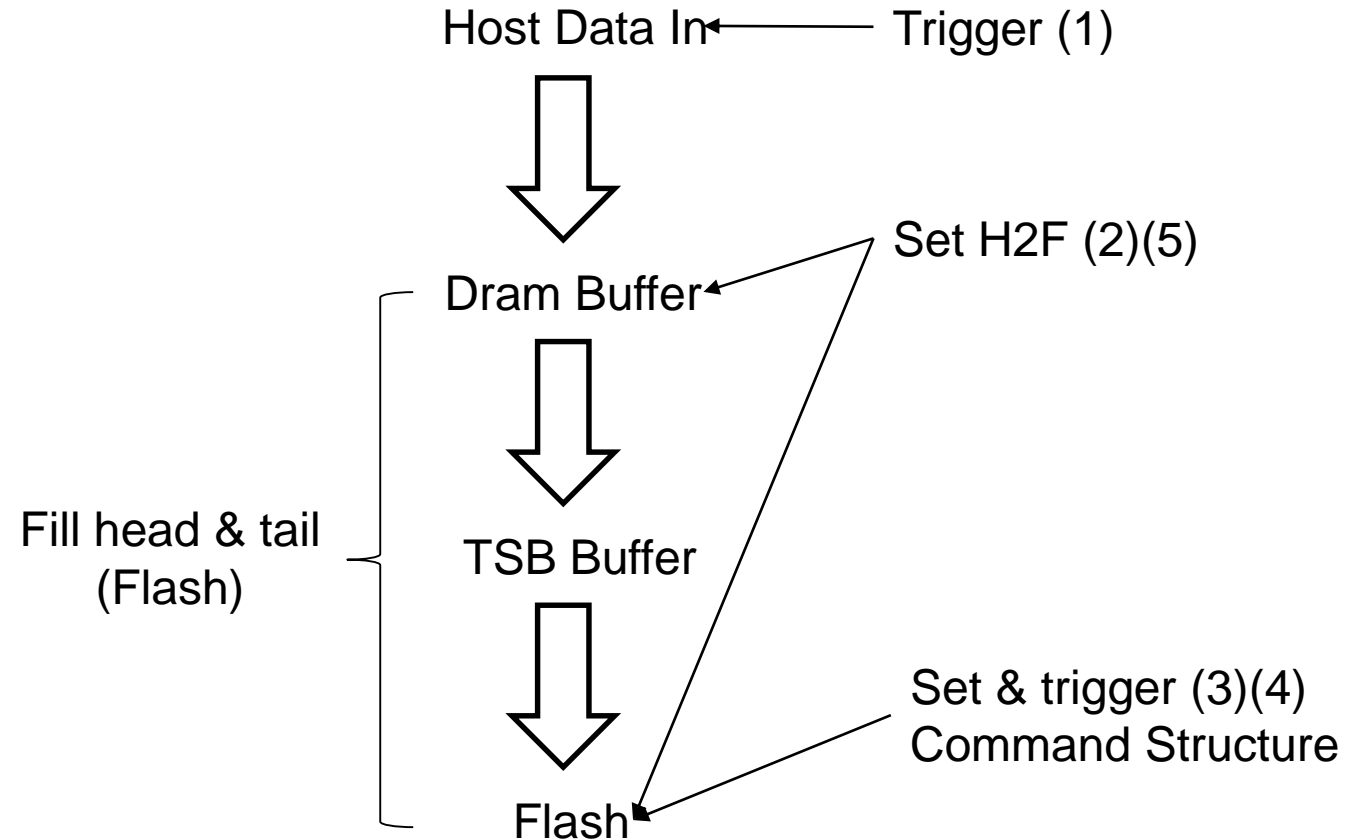 Host Data In
Trigger (1)
Set H2F (2)(5)
Dram Buffer
Fill head & tail
(Flash)
TSB Buffer
Set & trigger (3)(4)
Command Structure
Flash